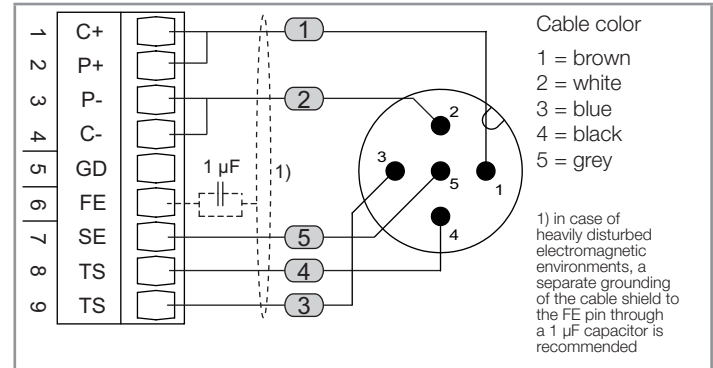 1 C+
2 P+
3 P-
4 C-
5 GD
6 FE
7 SE
8 TS
9 TS
1 µF
1)
1
2
5
4
3
2
3
5
1
4
Cable color
1 = brown
2 = white
3 = blue
4 = black
5 = grey
1) in case of
heavily disturbed
electromagnetic
environments, a
separate grounding
of the cable shield to
the FE pin through
a 1 µF capacitor is
recommended